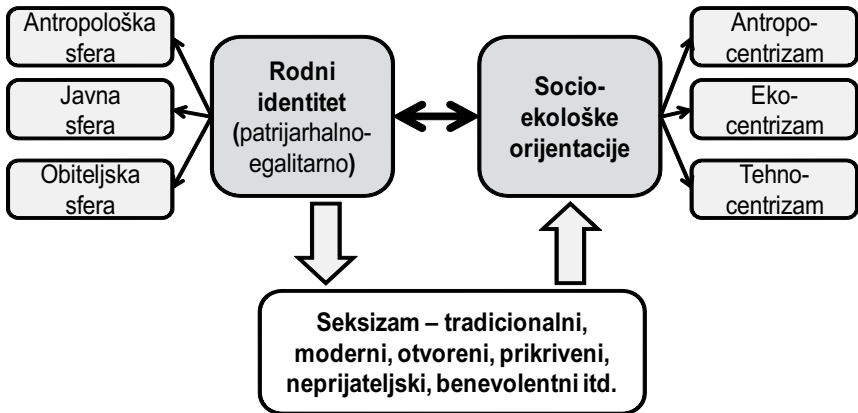 Antropološka
sfera
Javna
sfera
Obiteljska
sfera
Rodni
identitet
(patrijarhalno-
egalitarno)
Socio-
ekološke
orijentacije
Antropo-
centrizam
Eko-
centrizam
Tehno-
centrizam
Seksizam – tradicionalni,
moderni, otvoreni, prikriveni,
neprijateljski, benevolentni itd.